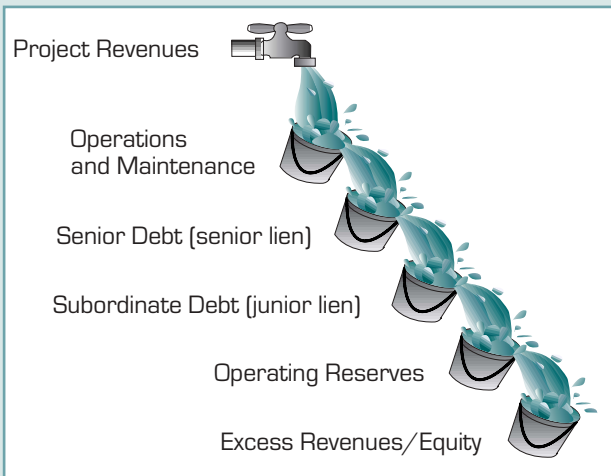 Project Revenues
Operations
and Maintenance
Senior Debt (senior lien)
Subordinate Debt (junior lien)
Operating Reserves
Excess Revenues/Equity